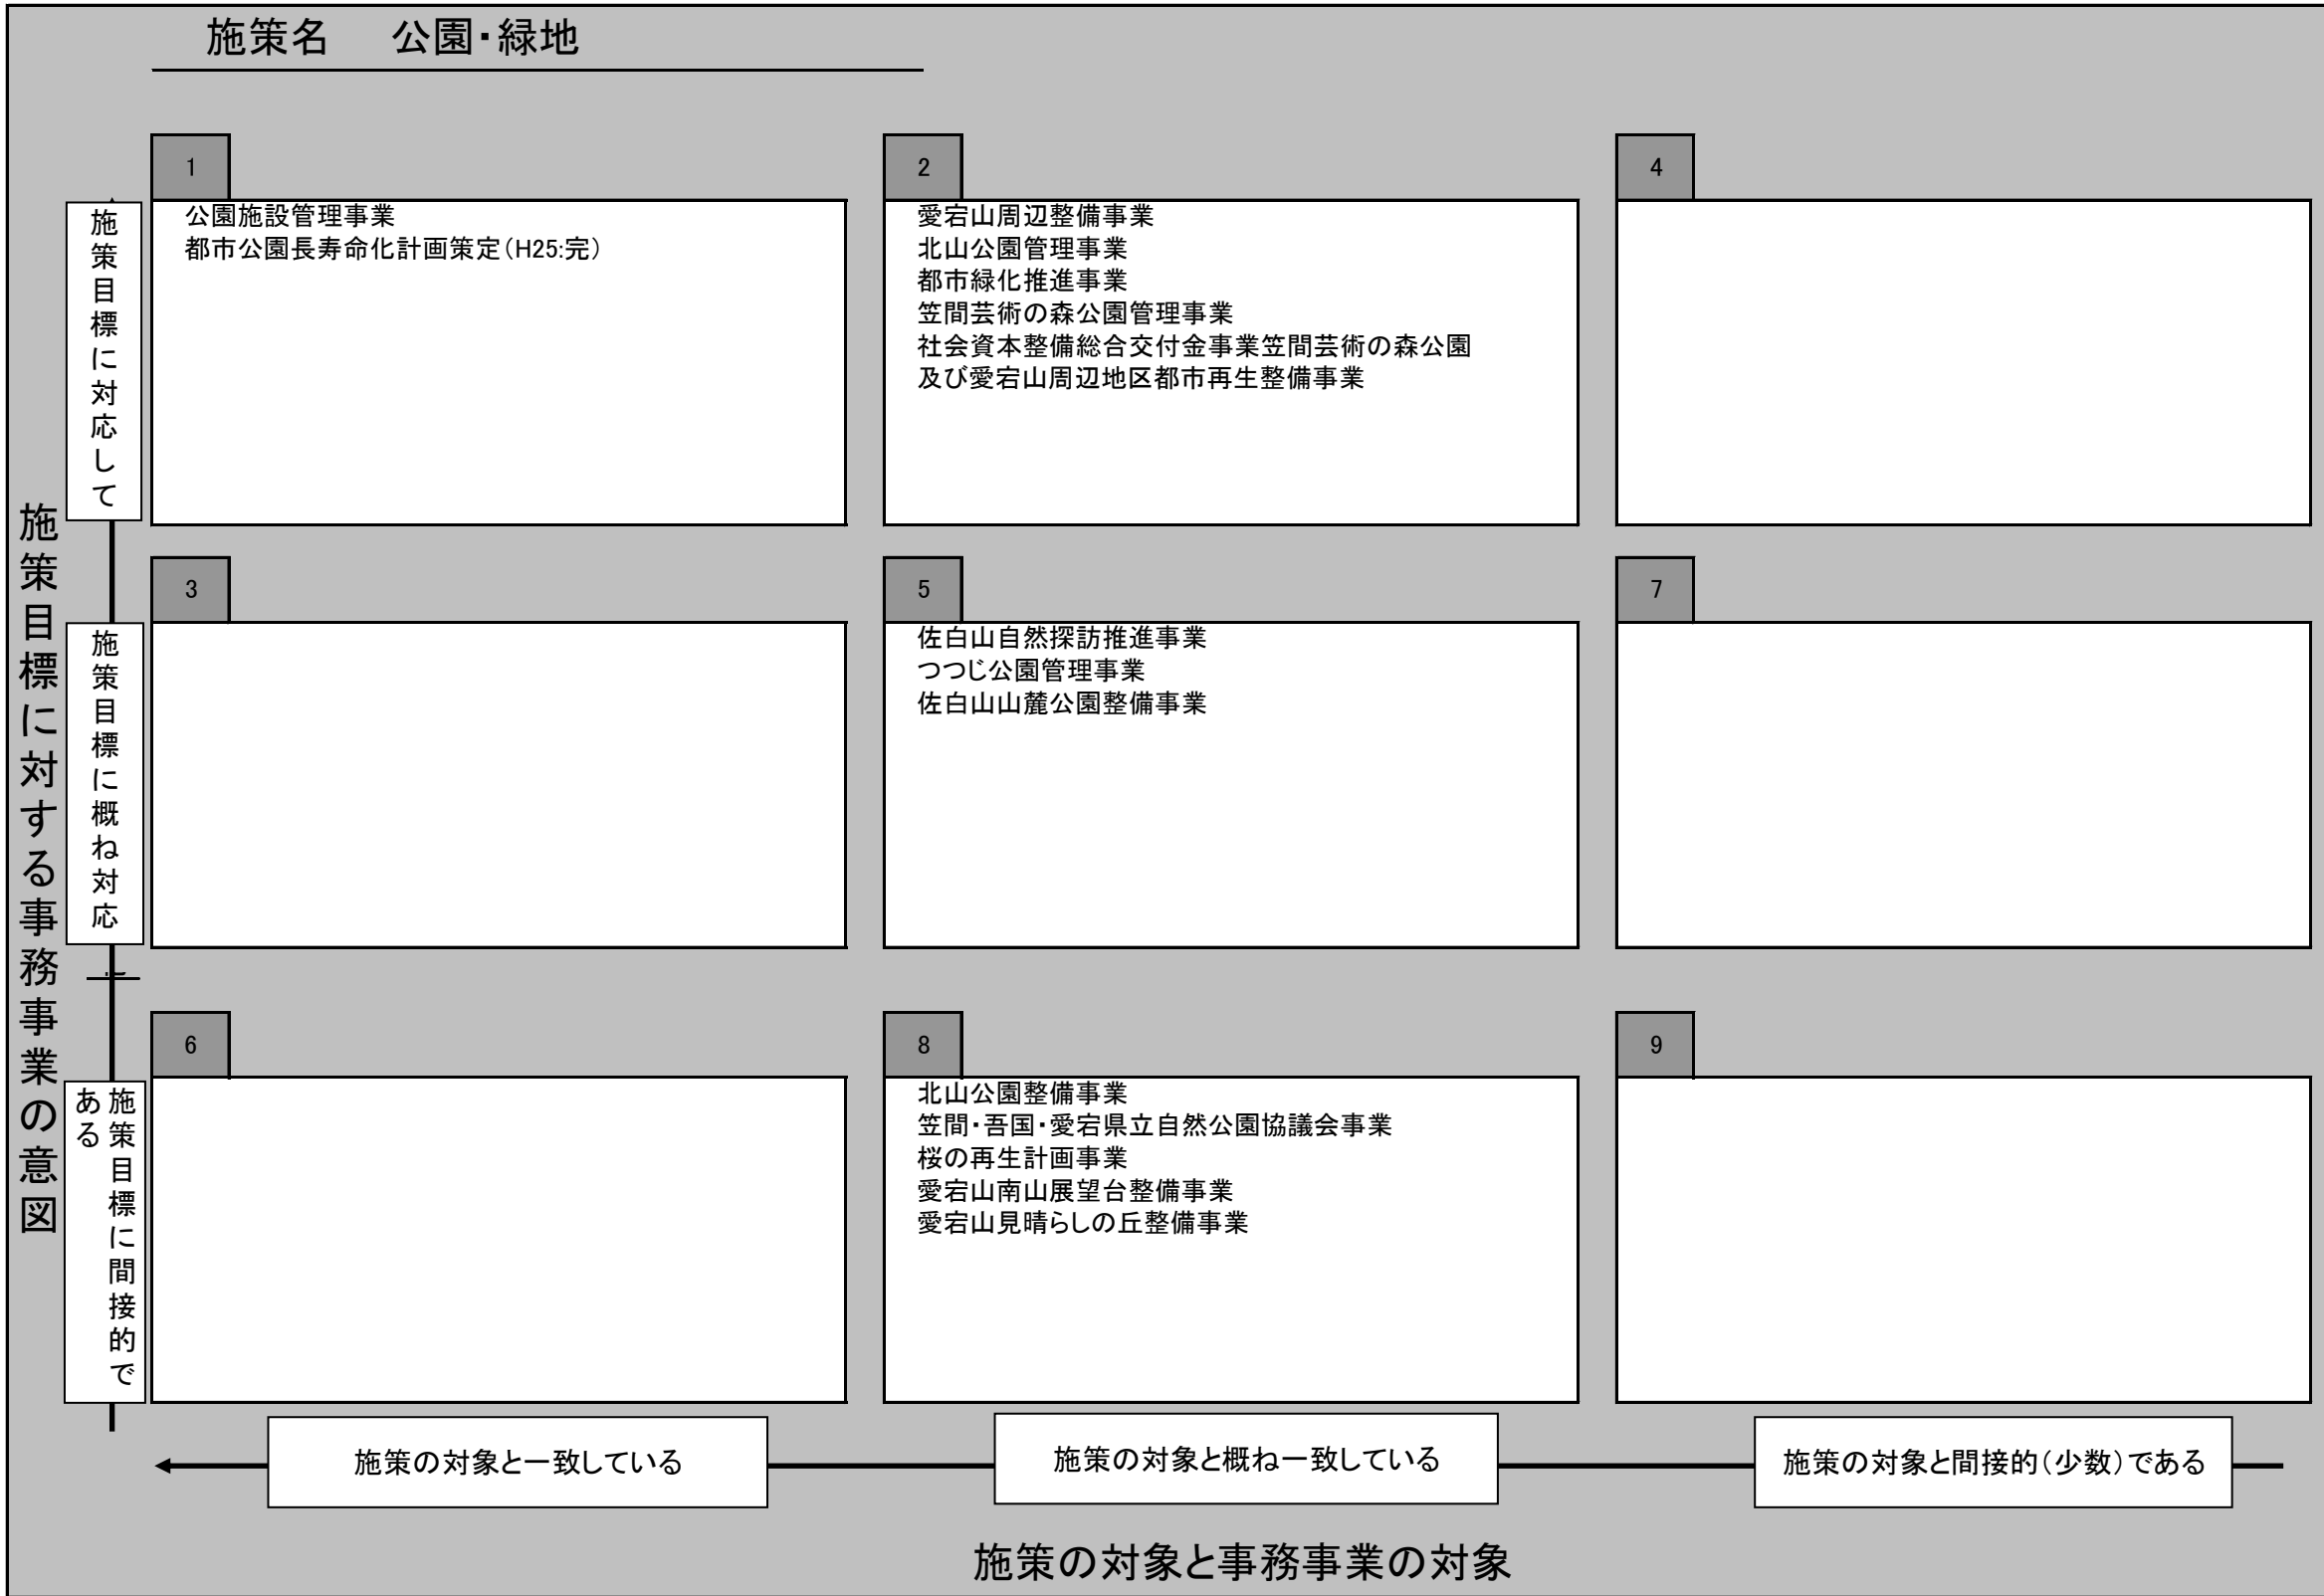 施策名　公園・緑地
施策目標に対する事務事業の意図
施策目標に対応して
1
公園施設管理事業
都市公園長寿命化計画策定（H25:完）
2
愛宕山周辺整備事業
北山公園管理事業
都市緑化推進事業
笠間芸術の森公園管理事業
社会資本整備総合交付金事業笠間芸術の森公園
及び愛宕山周辺地区都市再生整備事業
4
施策目標に概ね対応
3
5
佐白山自然探訪推進事業
つつじ公園管理事業
佐白山山麓公園整備事業
7
施策目標に間接的で
ある
6
8
北山公園整備事業
笠間・吾国・愛宕県立自然公園協議会事業
桜の再生計画事業
愛宕山南山展望台整備事業
愛宕山見晴らしの丘整備事業
9
施策の対象と一致している
施策の対象と概ね一致している
施策の対象と間接的（少数）である
施策の対象と事務事業の対象